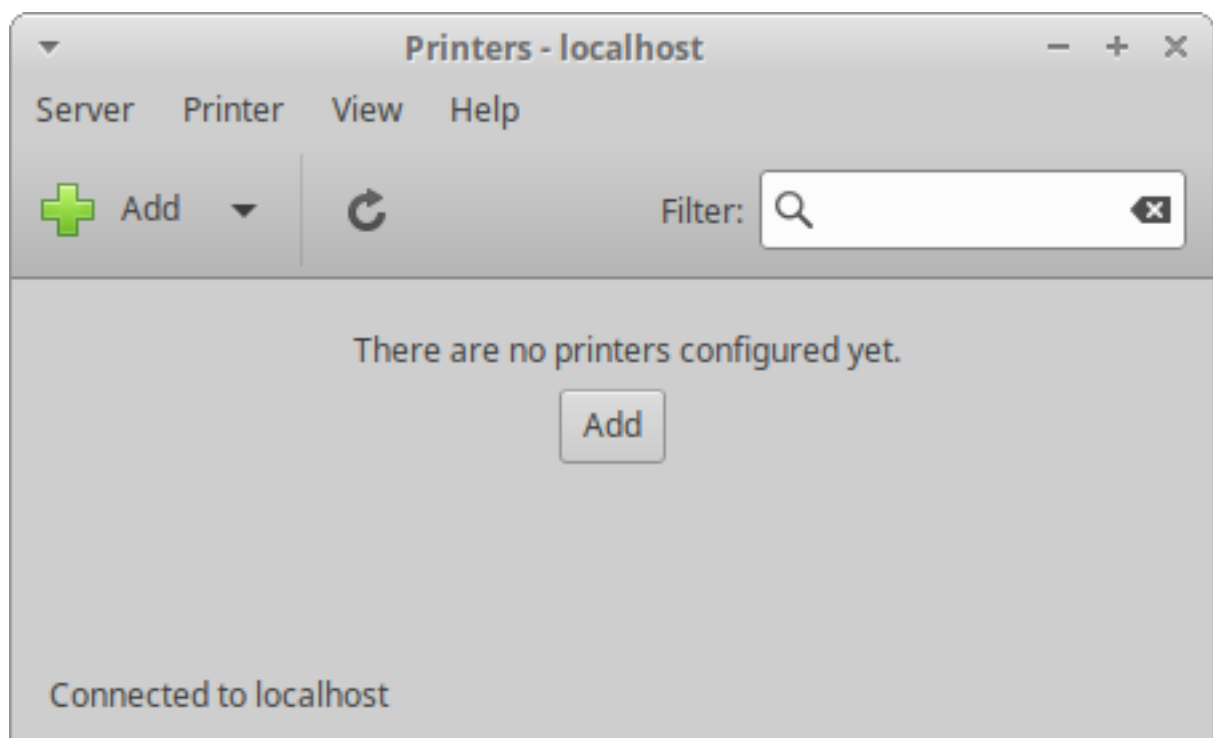 Printers - localhost
Server Printer View Help
Add Filter:
There are no printers configured yet.
Add
Connected to localhost